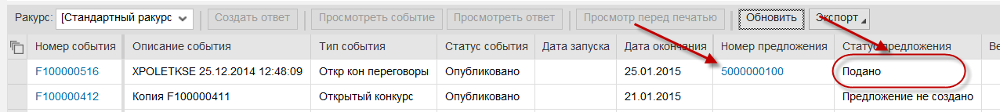 Ракурс: [Стандартный ракурс Создать ответ Просмотреть событие Просмотреть ответ Просмотр перед печатью Обновить Экспорт
Номер события Описание события Тип события Статус события Дата запуска Дата окончания Номер предложения Статус предложения Ве
F100000516 XPOLETKSE 25.12.2014 12:48:09 Откр кон переговоры Опубликовано 25.01.2015 5000000100 Подано
F100000412 Копия F100000411 Открытый конкурс Опубликовано 21.01.2015 Предложение не создано